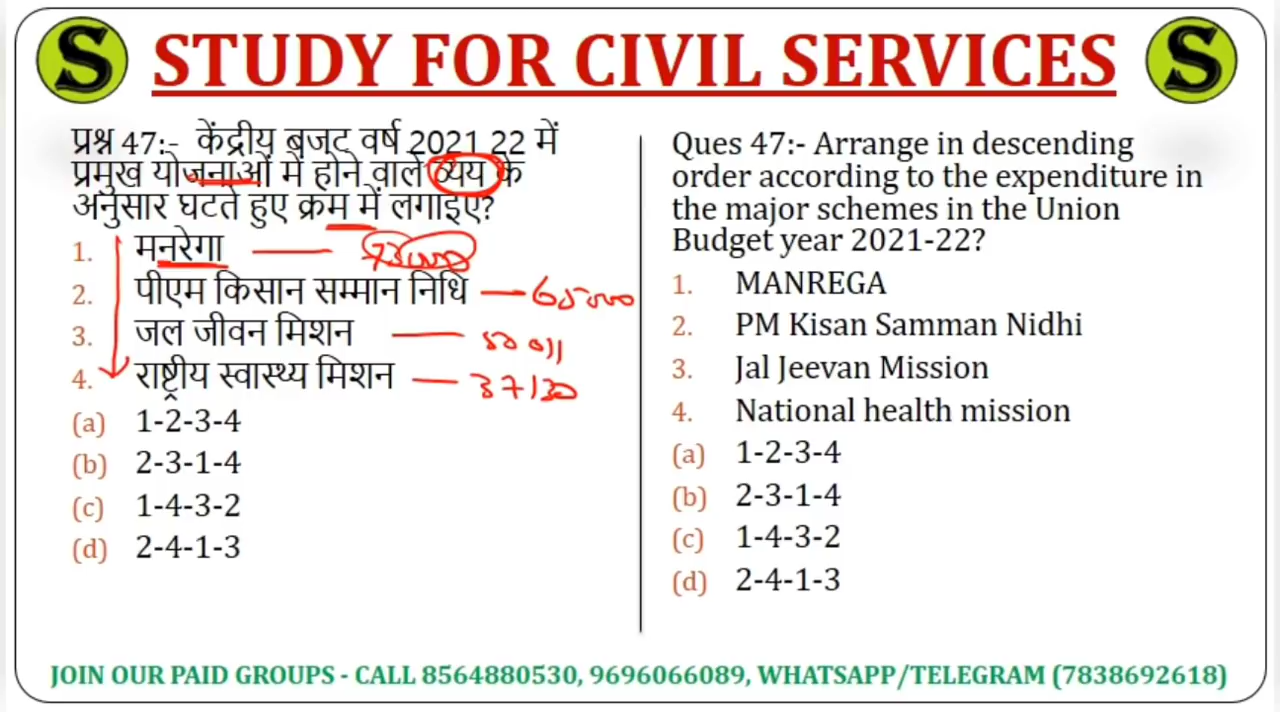 S STUDY FOR CIVIL SERVICES S
प्रश्न 47:- केंद्रीय बजट वर्ष 2021 22 में
प्रमुख योजनाओं में होने वाले व्यय के
अनुसार घटते हुए क्रम में लगाइए?
1. मनरेगा 73000
2. पीएम किसान सम्मान निधि 65000
3. जल जीवन मिशन 50 011
4. राष्ट्रीय स्वास्थ्य मिशन 37130
(a) 1-2-3-4
(b) 2-3-1-4
(c) 1-4-3-2
(d) 2-4-1-3
Ques 47:- Arrange in descending
order according to the expenditure in
the major schemes in the Union
Budget year 2021-22?
1. MANREGA
2. PM Kisan Samman Nidhi
3. Jal Jeevan Mission
4. National health mission
(a) 1-2-3-4
(b) 2-3-1-4
(c) 1-4-3-2
(d) 2-4-1-3
JOIN OUR PAID GROUPS - CALL 8564880530, 9696066089, WHATSAPP/TELEGRAM (7838692618)